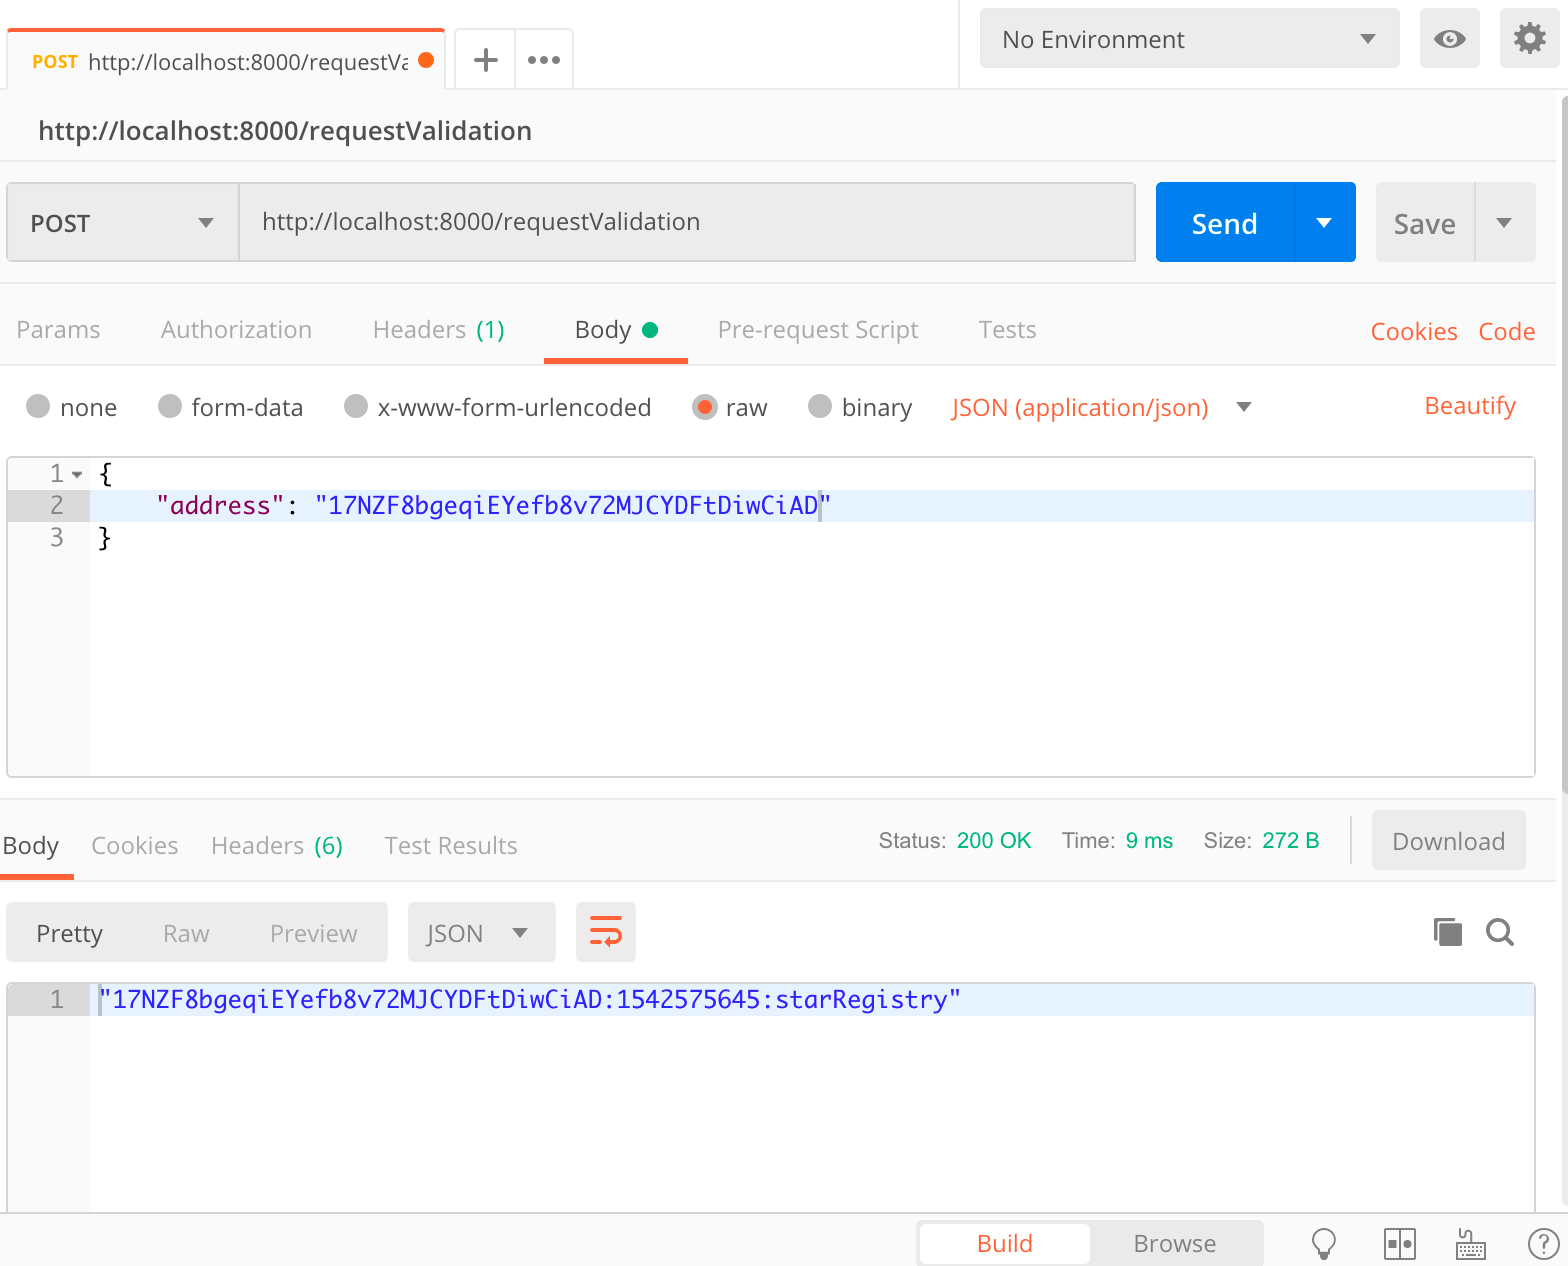 POST http://localhost:8000/requestVa
No Environment
http://localhost:8000/requestValidation
POST http://localhost:8000/requestValidation Send Save
Params Authorization Headers (1) Body Pre-request Script Tests Cookies Code
none form-data x-www-form-urlencoded raw binary JSON (application/json) Beautify
1 {
2 "address": "17NZF8bgeqiEYefb8v72MJCYDFtDiwCiAD"
3 }
Body Cookies Headers (6) Test Results Status: 200 OK Time: 9 ms Size: 272 B Download
Pretty Raw Preview JSON
1 "17NZF8bgeqiEYefb8v72MJCYDFtDiwCiAD:1542575645:starRegistry"
Build Browse ?